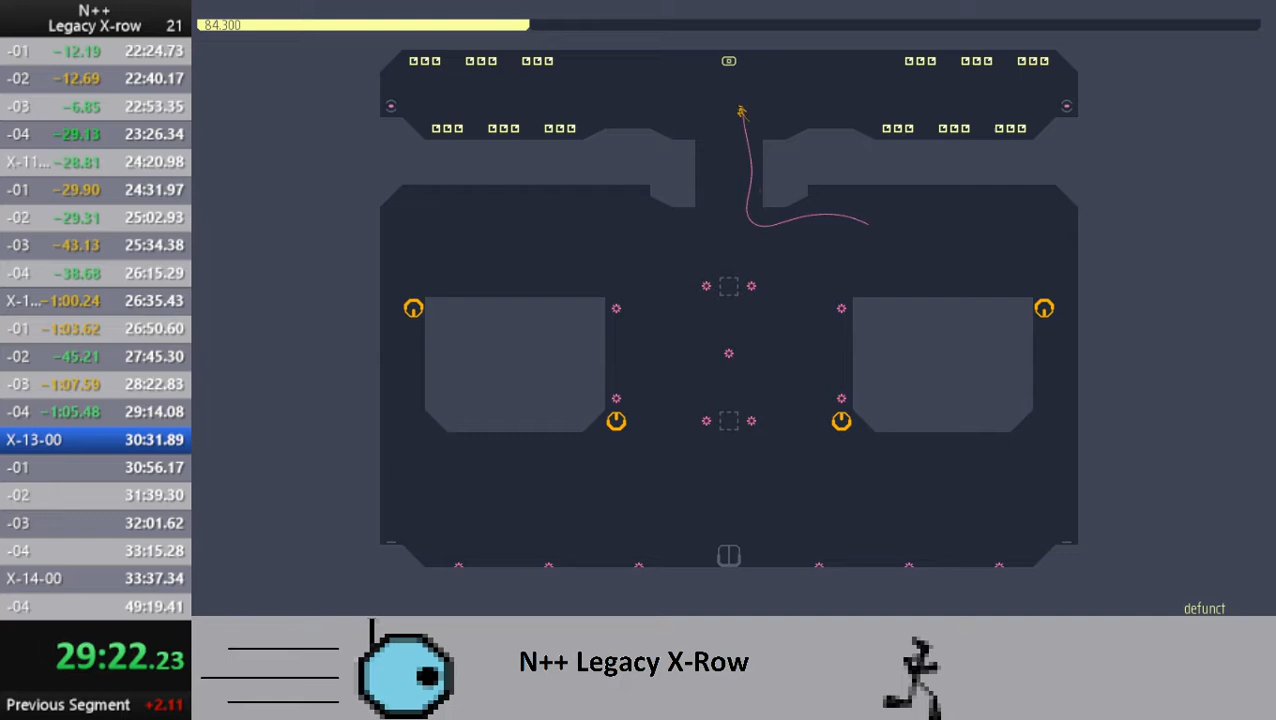 N++
Legacy X-row 21
-01 -12.19 22:24.73
-02 -12.69 22:40.17
-03 -6.85 22:53.35
-04 -29.13 23:26.34
X-11... -28.81 24:20.98
-01 -29.90 24:31.97
-02 -29.31 25:02.93
-03 -43.13 25:34.38
-04 -38.68 26:15.29
X-1... -1:00.24 26:35.43
-01 -1:03.62 26:50.60
-02 -45.21 27:45.30
-03 -1:07.59 28:22.83
-04 -1:05.48 29:14.08
X-13-00 30:31.89
-01 30:56.17
-02 31:39.30
-03 32:01.62
-04 33:15.28
X-14-00 33:37.34
-04 49:19.41
29:22.23
Previous Segment +2.11
84.300
defunct
N++ Legacy X-Row